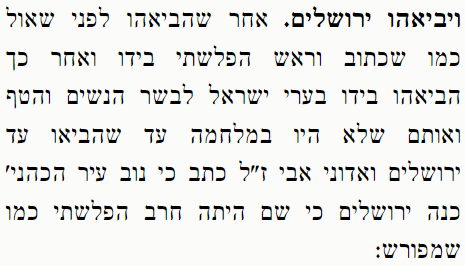 ויביאהו ירושלים. אחר שהביאהו לפני שאול
כמו שכתוב וראש הפלשתי בידו ואחר כך
הביאהו בידו בערי ישראל לבשר הנשים והטף
ואותם שלא היו במלחמה עד שהביאו עד
ירושלים ואדוני אבי ז"ל כתב כי נוב עיר הכהני'
כנה ירושלים כי שם היתה חרב הפלשתי כמו
שמפורש: